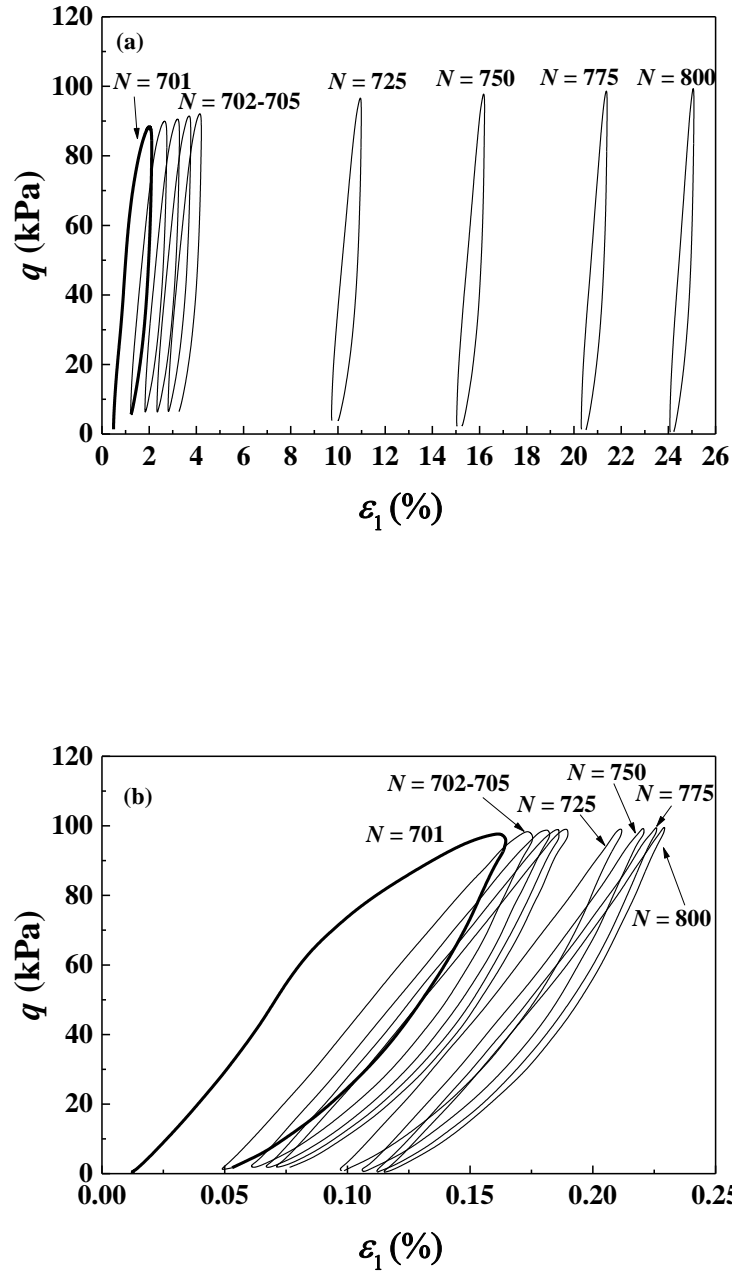 120
(a)
N = 701
N = 725
N = 750
N = 775
N = 800
N = 702-705
100
80
60
40
20
0
q (kPa)
0 2 4 6 8 10 12 14 16 18 20 22 24 26
ε1 (%)
120
(b)
N = 702-705
N = 750
N = 775
N = 725
N = 701
N = 800
100
80
60
40
20
0
q (kPa)
0.00 0.05 0.10 0.15 0.20 0.25
ε1 (%)